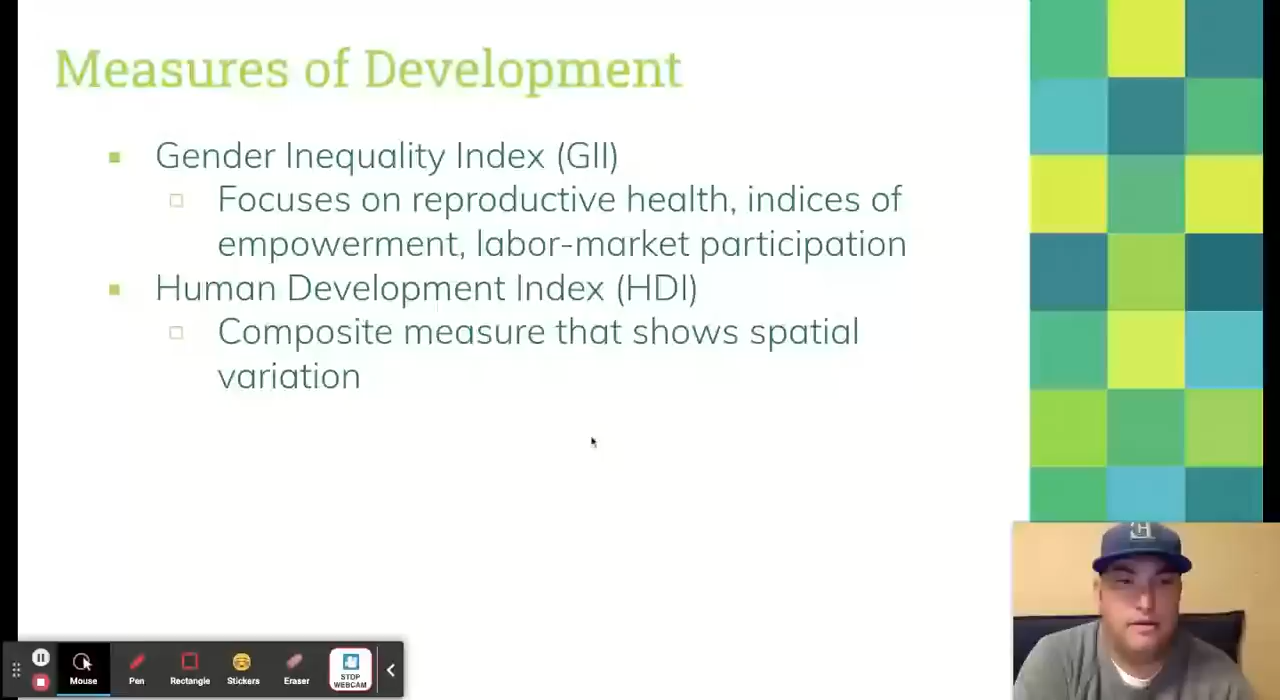 Measures of Development
Gender Inequality Index (GII)
Focuses on reproductive health, indices of
empowerment, labor-market participation
Human Development Index (HDI)
Composite measure that shows spatial
variation
Mouse
Pen
Rectangle
Stickers
Eraser
STOP
WEBCAM